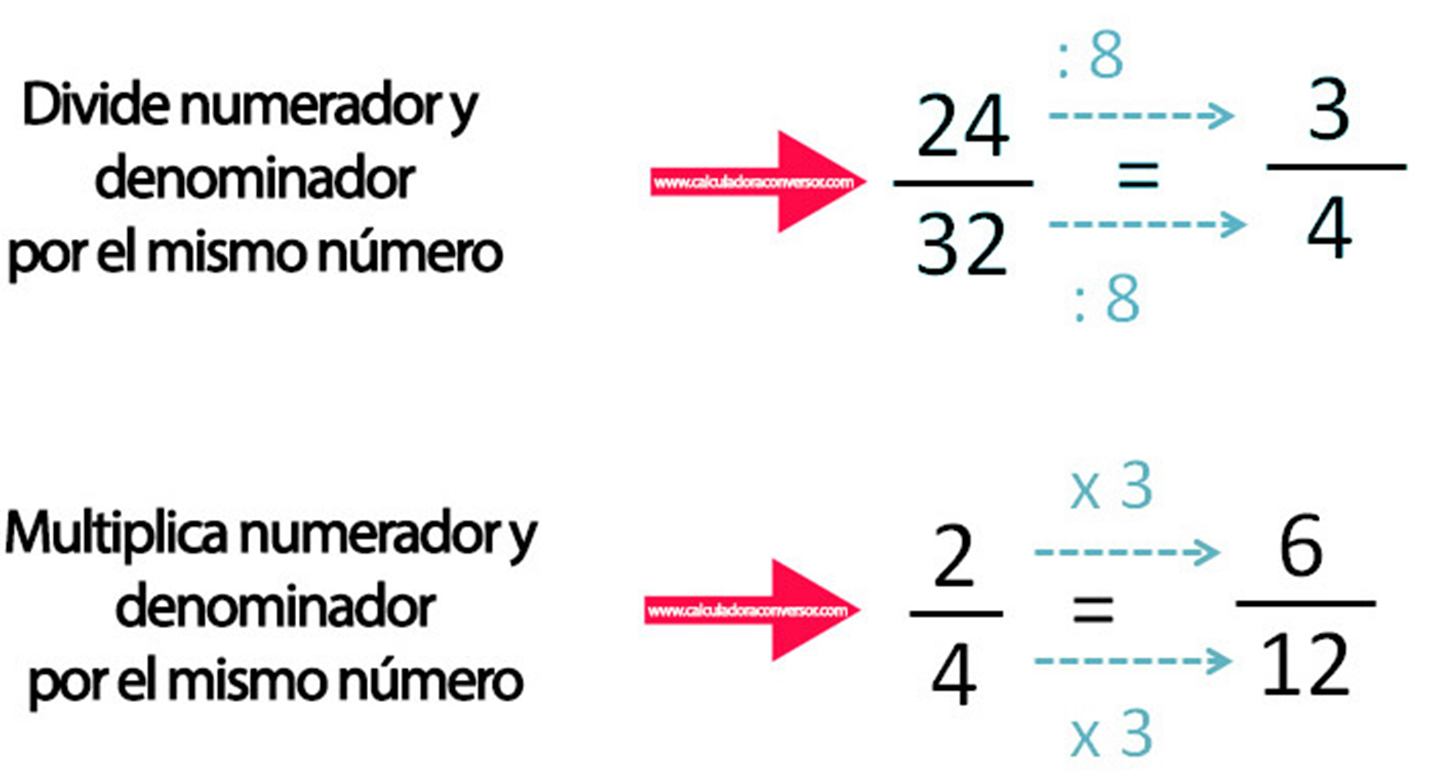 Divide numerador y
denominador
por el mismo número
www.calculadoraconversor.com
: 8
24
3
=
32
4
: 8
Multiplica numerador y
denominador
por el mismo número
www.calculadoraconversor.com
x 3
2
6
=
4
12
x 3